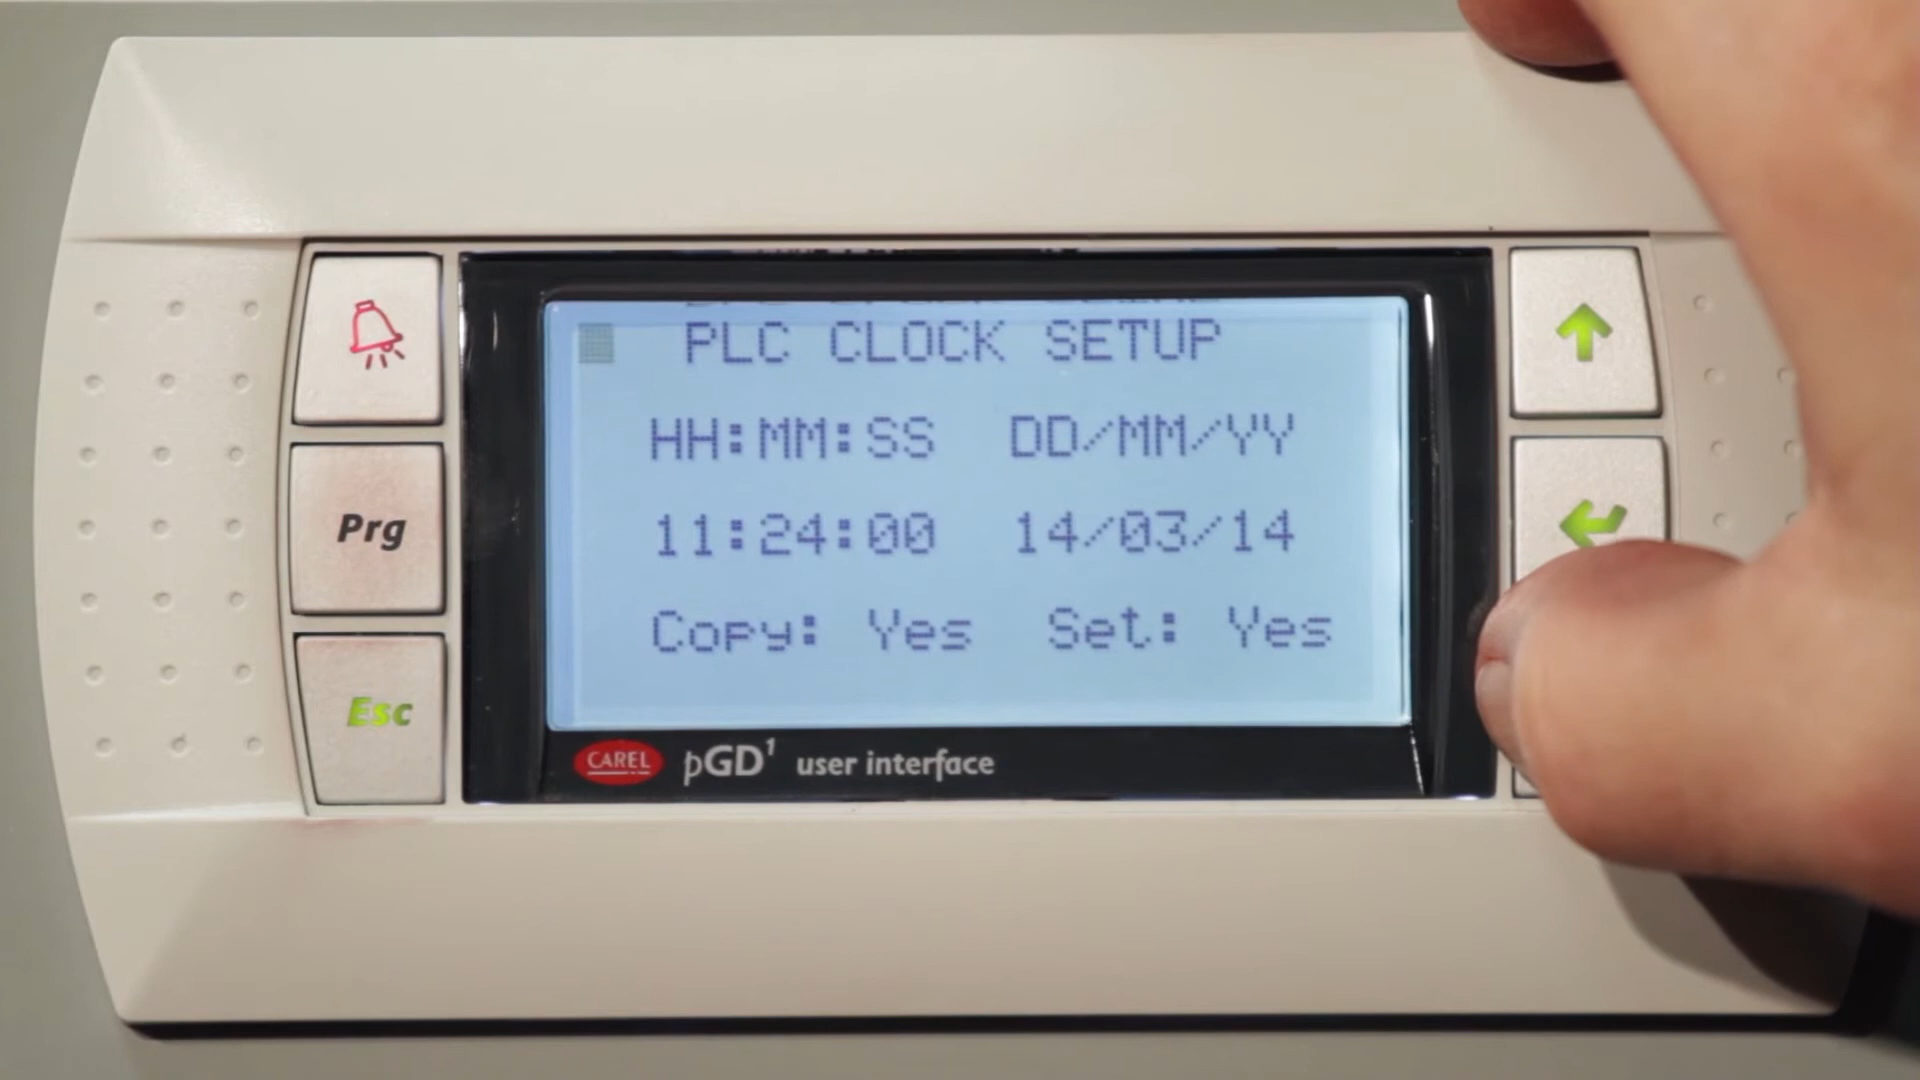 PLC CLOCK SETUP
HH:MM:SS DD/MM/YY
11:24:00 14/03/14
Copy: Yes Set: Yes
Prg
Esc
CAREL pGD¹ user interface